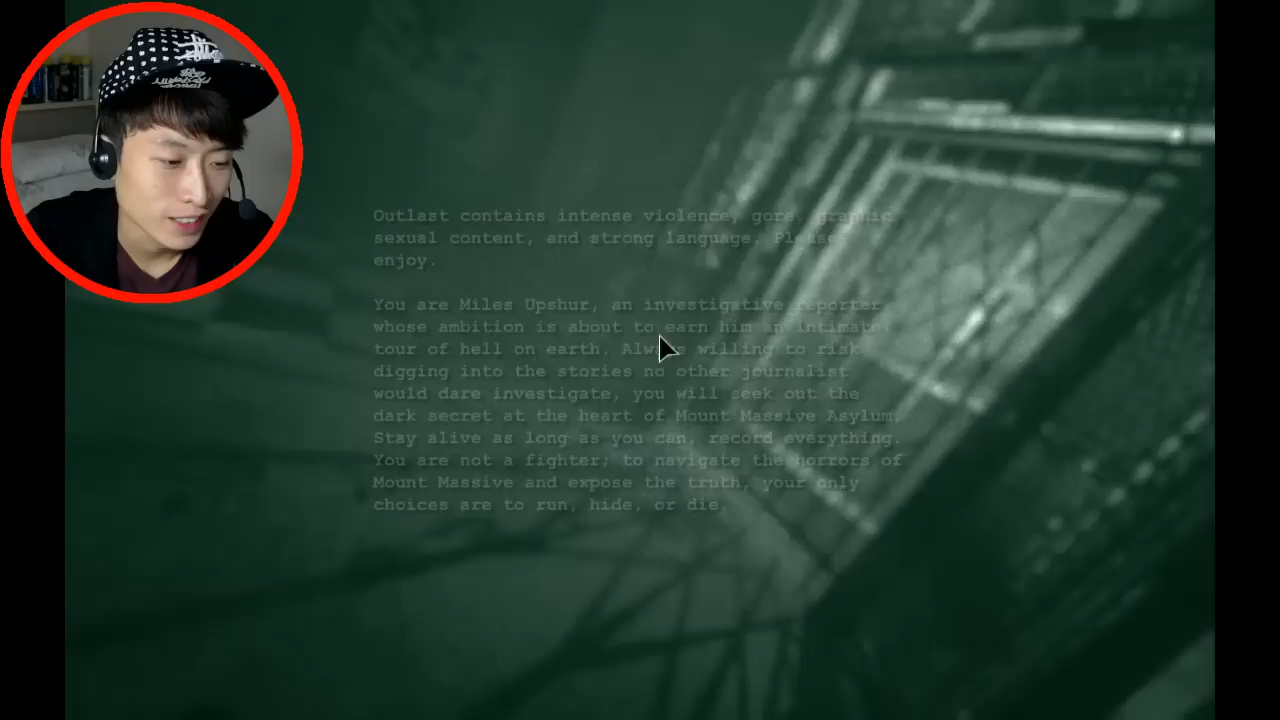 Outlast contains intense violence, gore, graphic
sexual content, and strong language. Please
enjoy.
You are Miles Upshur, an investigative reporter
whose ambition is about to earn him an intimate
tour of hell on earth. Always willing to risk
digging into the stories no other journalist
would dare investigate, you will seek out the
dark secret at the heart of Mount Massive Asylum.
Stay alive as long as you can, record everything.
You are not a fighter; to navigate the horrors of
Mount Massive and expose the truth, your only
choices are to run, hide, or die.